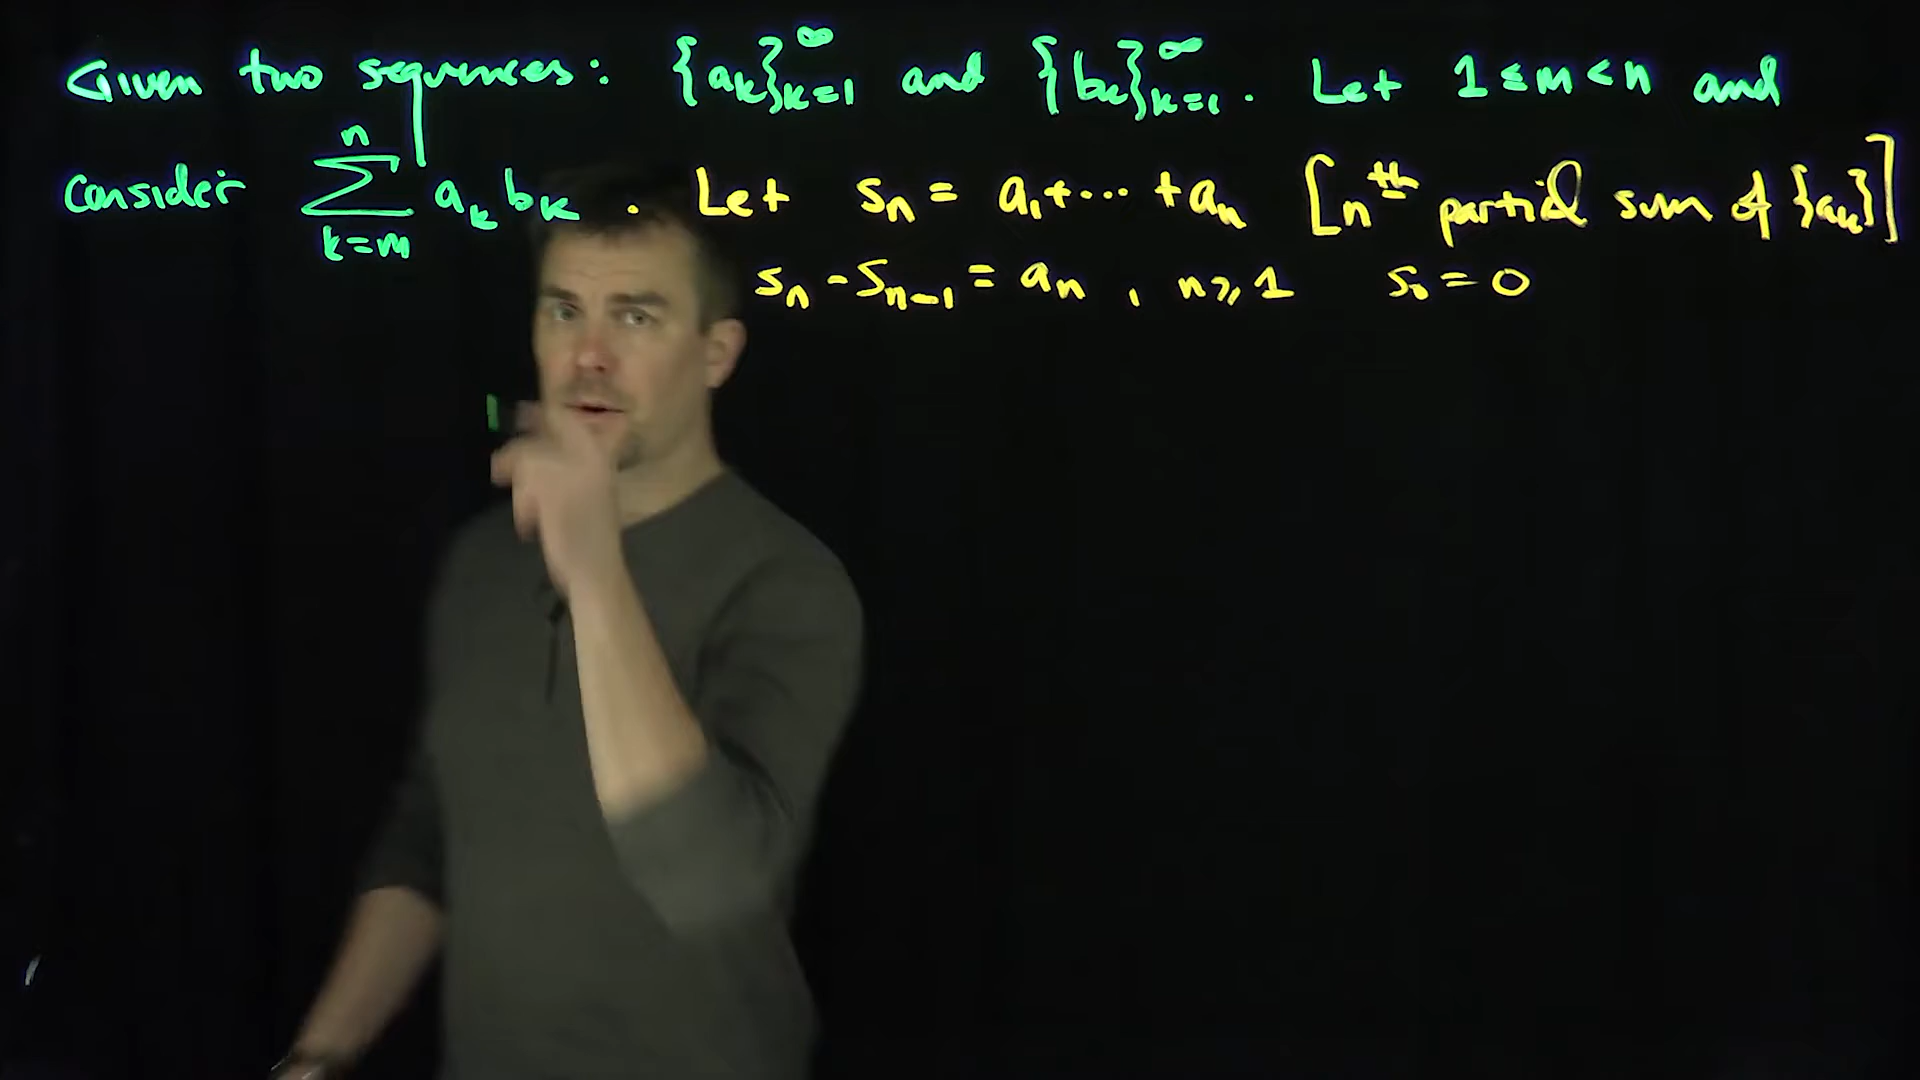 Given two sequences: {a_k}_{k=1}^∞ and {b_k}_{k=1}^∞. Let 1 ≤ m < n and
consider ∑_{k=m}^{n} a_k b_k. Let s_n = a_1 + ⋯ + a_n [n^{th} partial sum of {a_k}]
s_n - s_{n-1} = a_n, n ≥ 1 s_0 = 0